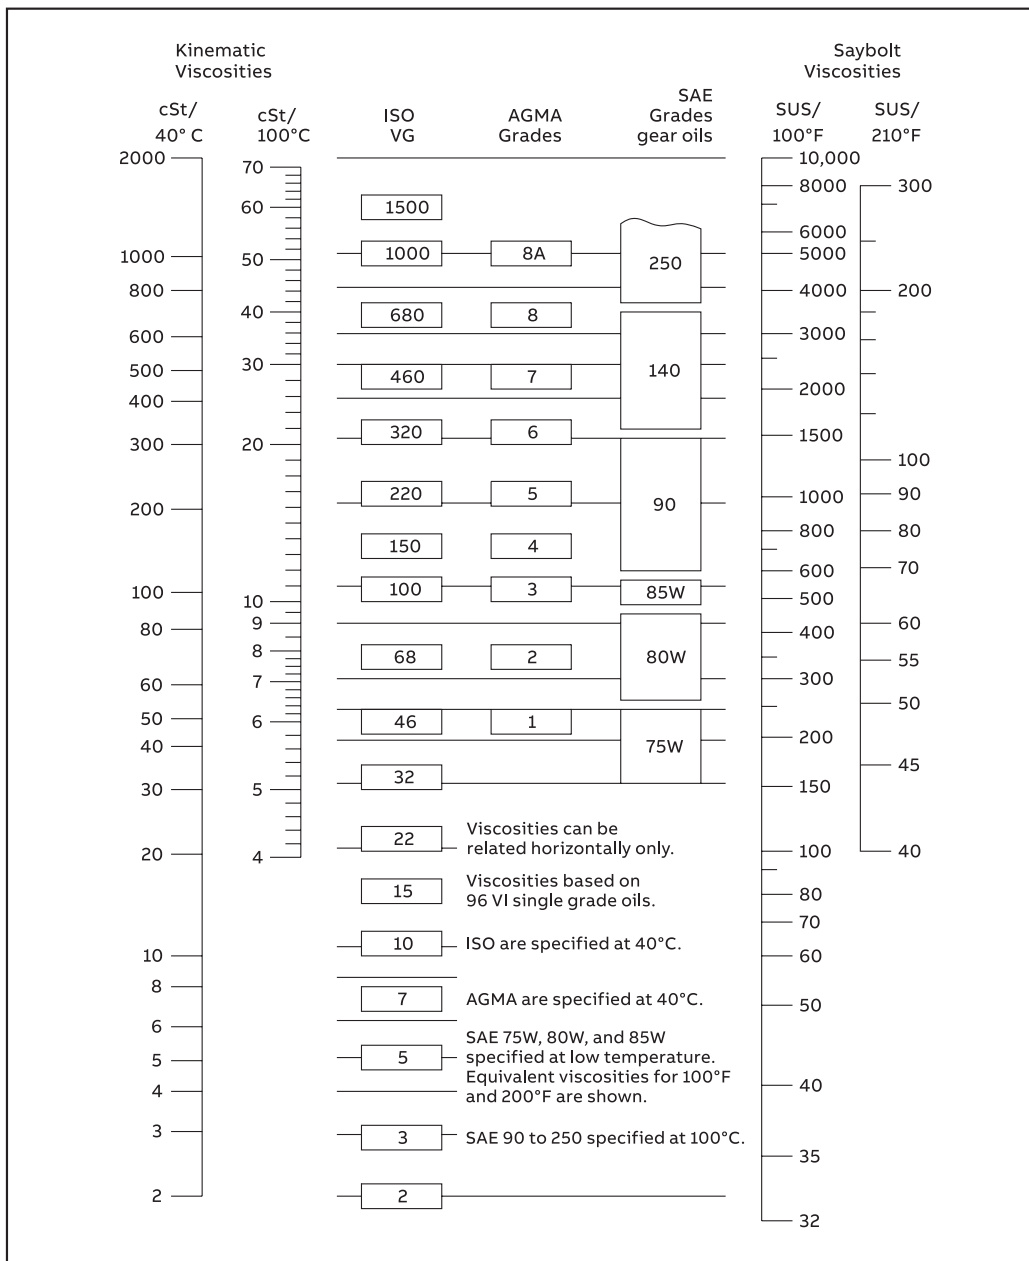 Kinematic
Viscosities
Saybolt
Viscosities
cSt/
40° C
cSt/
100°C
ISO
VG
AGMA
Grades
SAE
Grades
gear oils
SUS/
100°F
SUS/
210°F
2000
1000
800
600
500
400
300
200
100
80
60
50
40
30
20
10
8
6
5
4
3
2
70
60
50
40
30
20
10
9
8
7
6
5
4
1500
1000
680
460
320
220
150
100
68
46
32
22
15
10
7
5
3
2
8A
8
7
6
5
4
3
2
1
250
140
90
85W
80W
75W
Viscosities can be
related horizontally only.
Viscosities based on
96 VI single grade oils.
ISO are specified at 40°C.
AGMA are specified at 40°C.
SAE 75W, 80W, and 85W
specified at low temperature.
Equivalent viscosities for 100°F
and 200°F are shown.
SAE 90 to 250 specified at 100°C.
10,000
8000
6000
5000
4000
3000
2000
1500
1000
800
600
500
400
300
200
150
100
80
70
60
50
40
35
32
300
200
100
90
80
70
60
55
50
45
40